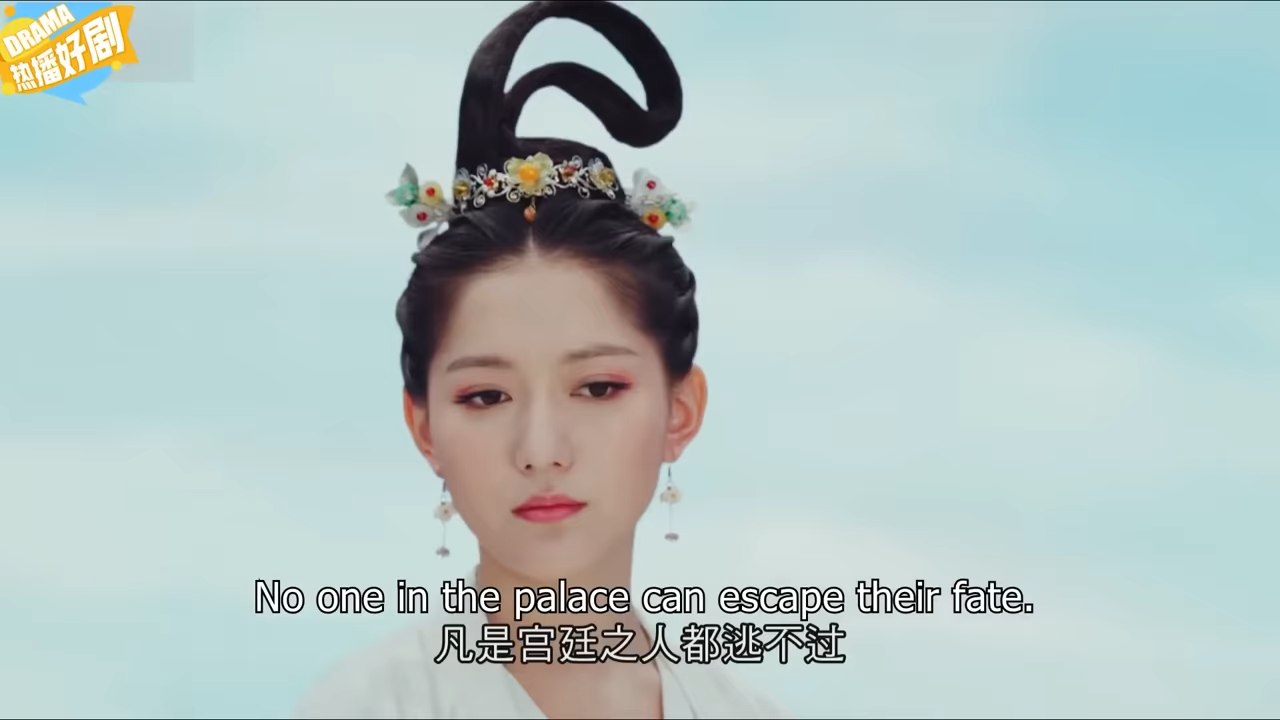 DRAMA
热播好剧
No one in the palace can escape their fate.
凡是宫廷之人都逃不过